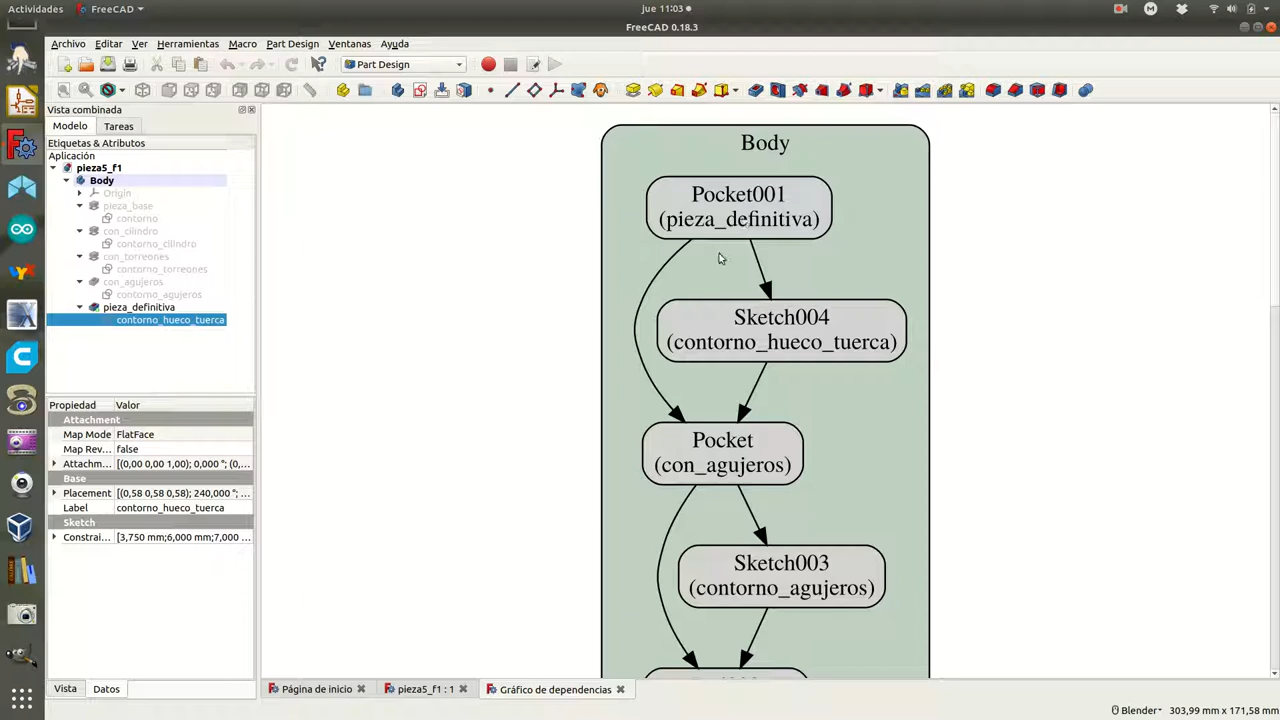 Actividades
FreeCAD
jue 11:03
FreeCAD 0.18.3
Archivo Editar Ver Herramientas Macro Part Design Ventanas Ayuda
Part Design
Vista combinada
Modelo Tareas
Etiquetas & Atributos
Aplicación
pieza5_f1
Body
Origin
pieza_base
contorno
con_cilindro
contorno_cilindro
con_torreones
contorno_torreones
con_agujeros
contorno_agujeros
pieza_definitiva
contorno_hueco_tuerca
Propiedad Valor
Attachment
Map Mode FlatFace
Map Rev... false
Attachm... [(0,00 0,00 1,00); 0,000 °; (0,...
Base
Placement [(0,58 0,58 0,58); 240,000 °; ...
Label contorno_hueco_tuerca
Sketch
Constrai... [3,750 mm;6,000 mm;7,000 ...
Vista Datos
Body
Pocket001
(pieza_definitiva)
Sketch004
(contorno_hueco_tuerca)
Pocket
(con_agujeros)
Sketch003
(contorno_agujeros)
Página de inicio
pieza5_f1 : 1
Gráfico de dependencias
Blender 303,99 mm x 171,58 mm